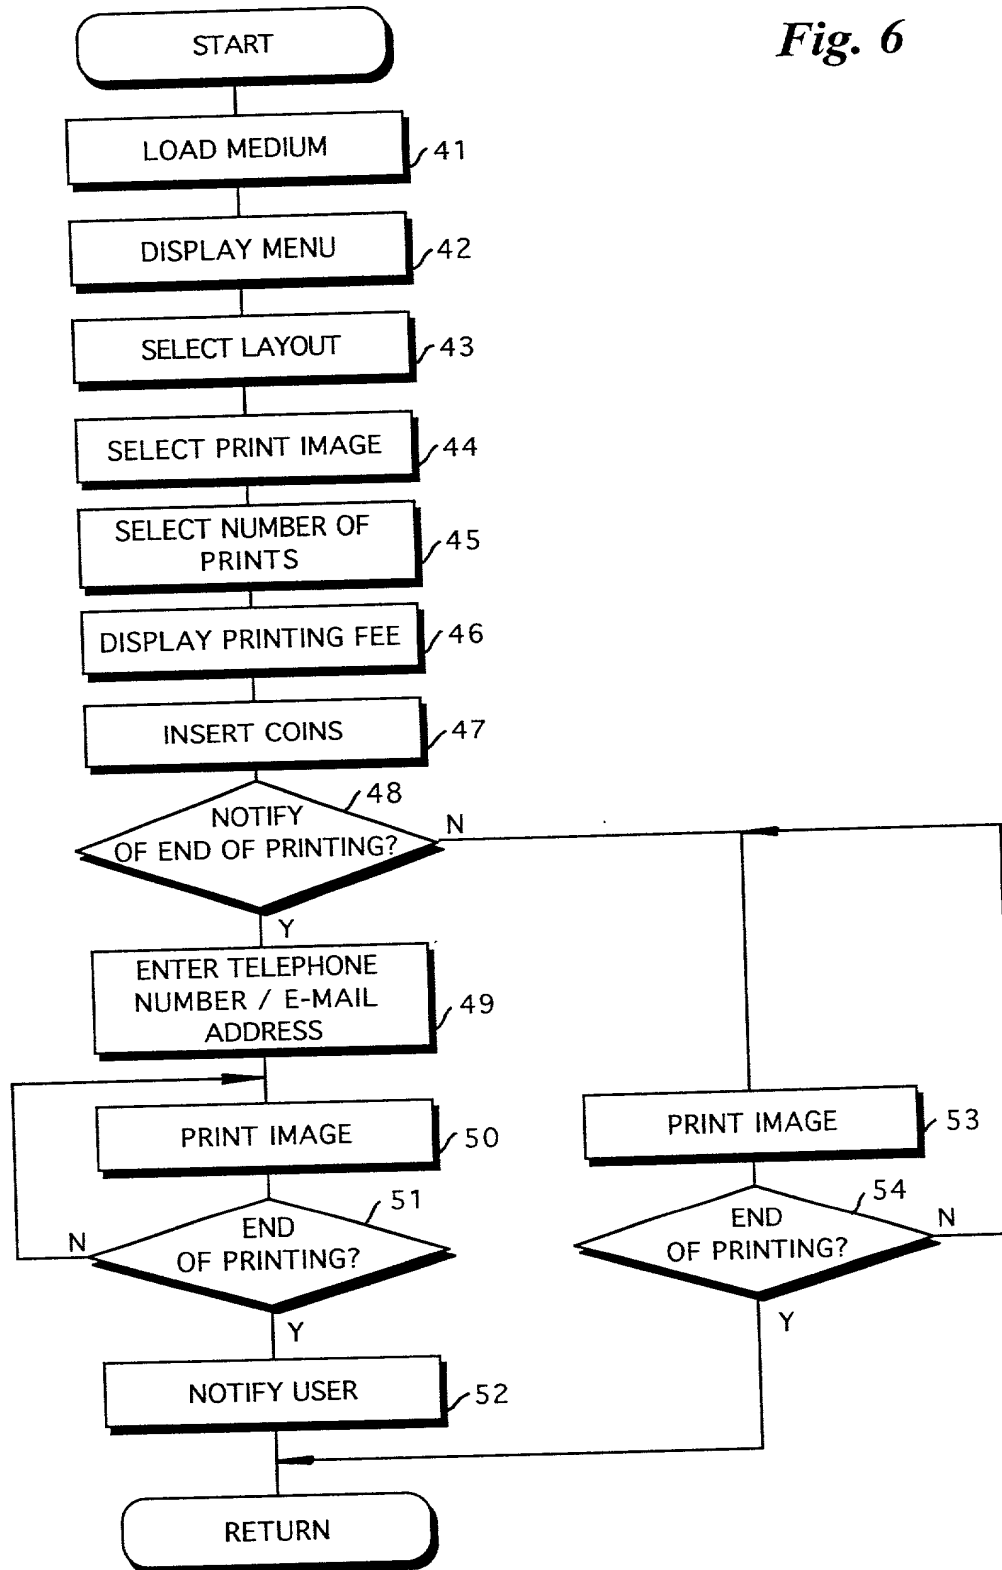 Fig. 6
START
LOAD MEDIUM
41
DISPLAY MENU
42
SELECT LAYOUT
43
SELECT PRINT IMAGE
44
SELECT NUMBER OF
PRINTS
45
DISPLAY PRINTING FEE
46
INSERT COINS
47
48
NOTIFY
OF END OF PRINTING?
N
Y
ENTER TELEPHONE
NUMBER / E-MAIL
ADDRESS
49
PRINT IMAGE
50
51
END
OF PRINTING?
N
Y
NOTIFY USER
52
PRINT IMAGE
53
54
END
OF PRINTING?
N
Y
RETURN